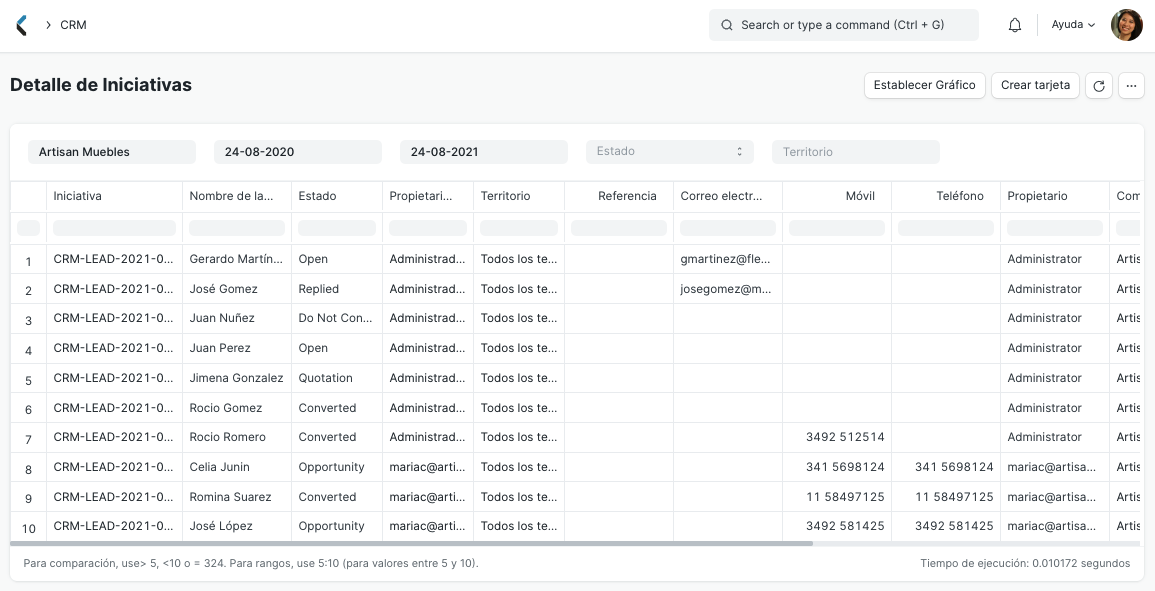 CRM
Search or type a command (Ctrl + G)
Ayuda
Detalle de Iniciativas
Establecer Gráfico
Crear tarjeta
...
Artisan Muebles 24-08-2020 24-08-2021 Estado Territorio
Iniciativa Nombre de la... Estado Propietari... Territorio Referencia Correo electr... Móvil Teléfono Propietario Com
1 CRM-LEAD-2021-0... Gerardo Martín... Open Administrad... Todos los te... gmartinez@fle... Administrator Artis
2 CRM-LEAD-2021-0... José Gomez Replied Administrad... Todos los te... josegomez@m... Administrator Artis
3 CRM-LEAD-2021-0... Juan Nuñez Do Not Con... Administrad... Todos los te... Administrator Artis
4 CRM-LEAD-2021-0... Juan Perez Open Administrad... Todos los te... Administrator Artis
5 CRM-LEAD-2021-0... Jimena Gonzalez Quotation Administrad... Todos los te... Administrator Artis
6 CRM-LEAD-2021-0... Rocio Gomez Converted Administrad... Todos los te... Administrator Artis
7 CRM-LEAD-2021-0... Rocio Romero Converted Administrad... Todos los te... 3492 512514 Administrator Artis
8 CRM-LEAD-2021-0... Celia Junin Opportunity mariac@arti... Todos los te... 341 5698124 341 5698124 mariac@artisa... Artis
9 CRM-LEAD-2021-0... Romina Suarez Converted mariac@arti... Todos los te... 11 58497125 11 58497125 mariac@artisa... Artis
10 CRM-LEAD-2021-0... José López Opportunity mariac@arti... Todos los te... 3492 581425 3492 581425 mariac@artisa... Artis
Para comparación, use> 5, <10 o = 324. Para rangos, use 5:10 (para valores entre 5 y 10).
Tiempo de ejecución: 0.010172 segundos